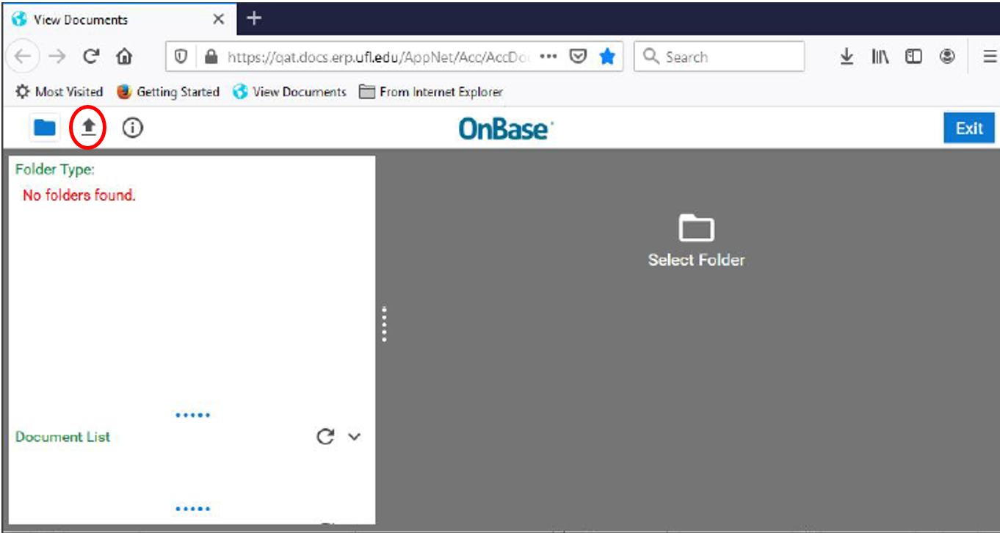 View Documents
https://qat.docs.erp.ufl.edu/AppNet/Acc/AccDo
Search
Most Visited Getting Started View Documents From Internet Explorer
OnBase
Exit
Folder Type:
No folders found.
Select Folder
Document List